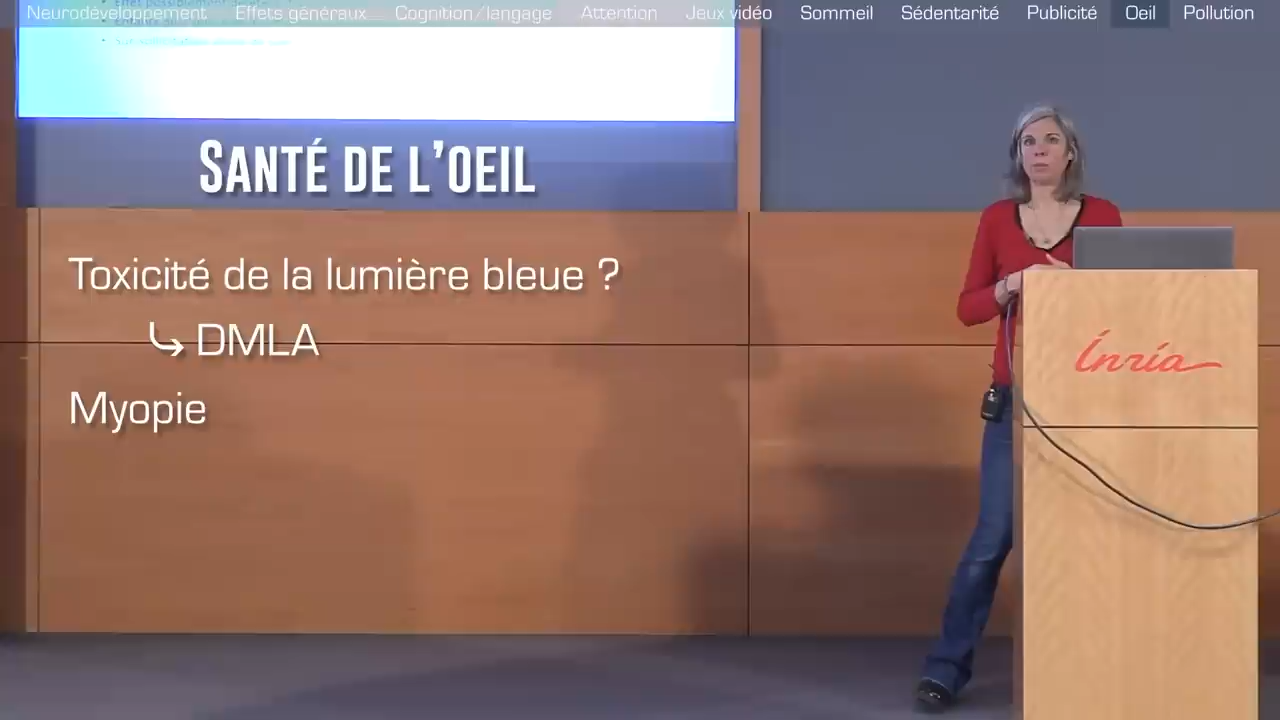 Neurodéveloppement Effets généraux Cognition/langage Attention Jeux vidéo Sommeil Sédentarité Publicité Oeil Pollution
SANTÉ DE L'OEIL
Toxicité de la lumière bleue ?
↳ DMLA
Myopie
Inria